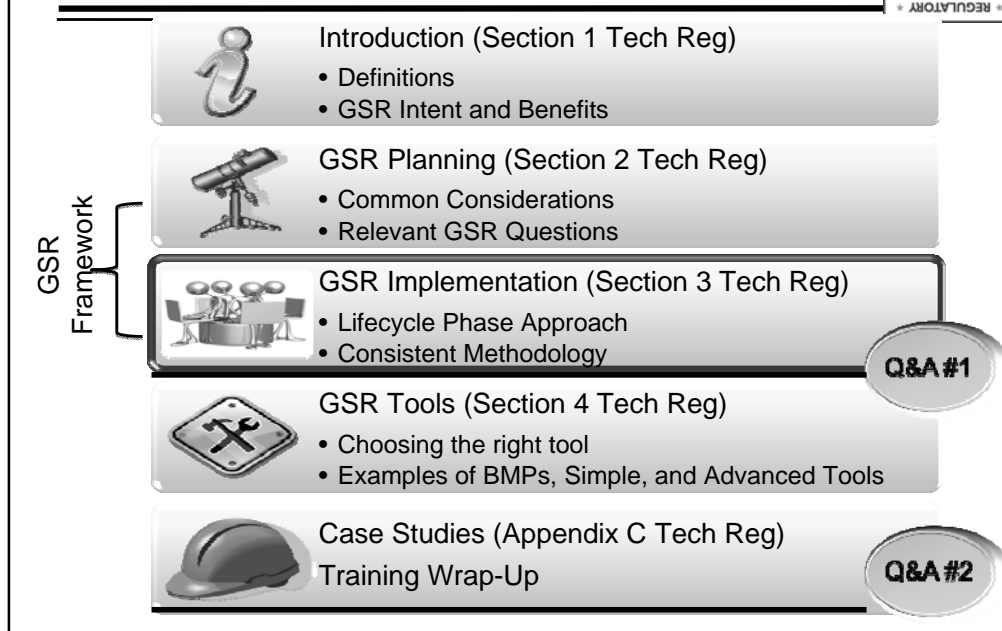 ★ REGULATORY ★
Introduction (Section 1 Tech Reg)
• Definitions
• GSR Intent and Benefits
GSR Planning (Section 2 Tech Reg)
• Common Considerations
• Relevant GSR Questions
GSR
Framework
GSR Implementation (Section 3 Tech Reg)
• Lifecycle Phase Approach
• Consistent Methodology
Q&A #1
GSR Tools (Section 4 Tech Reg)
• Choosing the right tool
• Examples of BMPs, Simple, and Advanced Tools
Case Studies (Appendix C Tech Reg)
Training Wrap-Up
Q&A #2